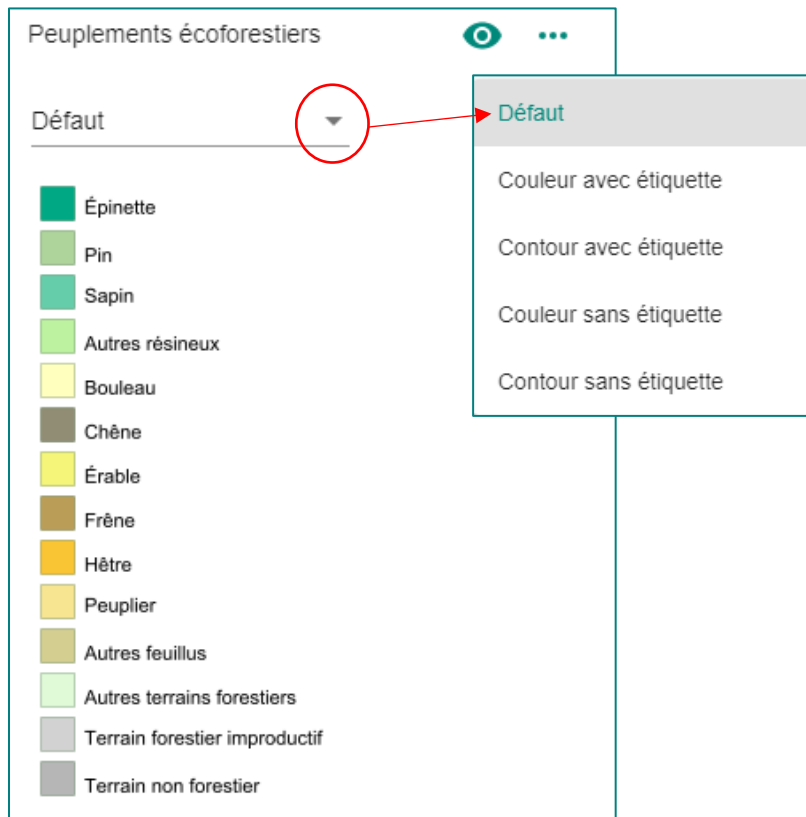 Peuplements écoforestiers
Défaut
Épinette
Pin
Sapin
Autres résineux
Bouleau
Chêne
Érable
Frêne
Hêtre
Peuplier
Autres feuillus
Autres terrains forestiers
Terrain forestier improductif
Terrain non forestier
Défaut
Couleur avec étiquette
Contour avec étiquette
Couleur sans étiquette
Contour sans étiquette